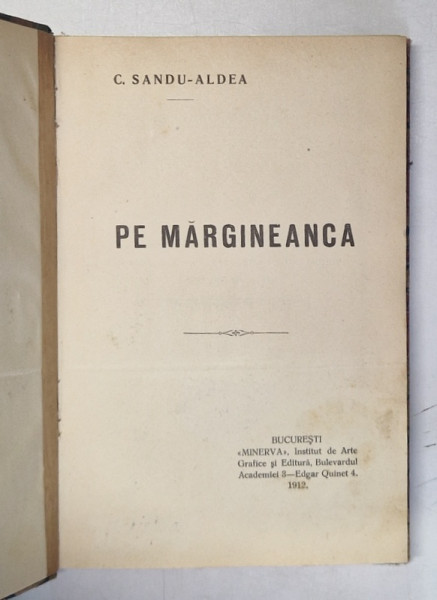 C. SANDU-ALDEA
PE MĂRGINEANCA
BUCUREȘTI
«MINERVA», Institut de Arte
Grafice și Editură, Bulevardul
Academiei 3—Edgar Quinet 4.
1912.